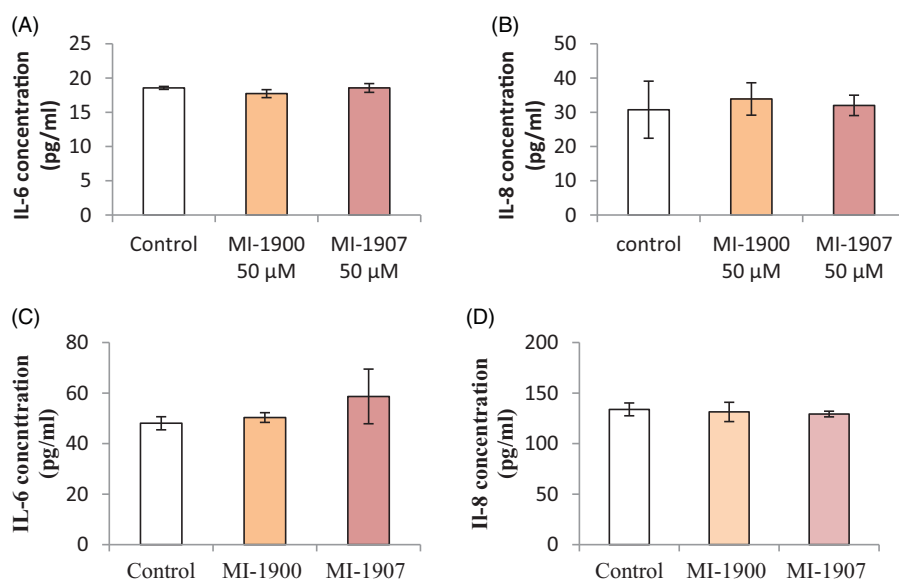 (A)
IL-6 concentration
(pg/ml)
25
20
15
10
5
0
Control
MI-1900
50 µM
MI-1907
50 µM
(B)
IL-8 concentration
(pg/ml)
50
40
30
20
10
0
control
MI-1900
50 µM
MI-1907
50 µM
(C)
IL-6 concnttration
(pg/ml)
80
60
40
20
0
Control
MI-1900
MI-1907
(D)
Il-8 concentration
(pg/ml)
200
150
100
50
0
Control
MI-1900
MI-1907